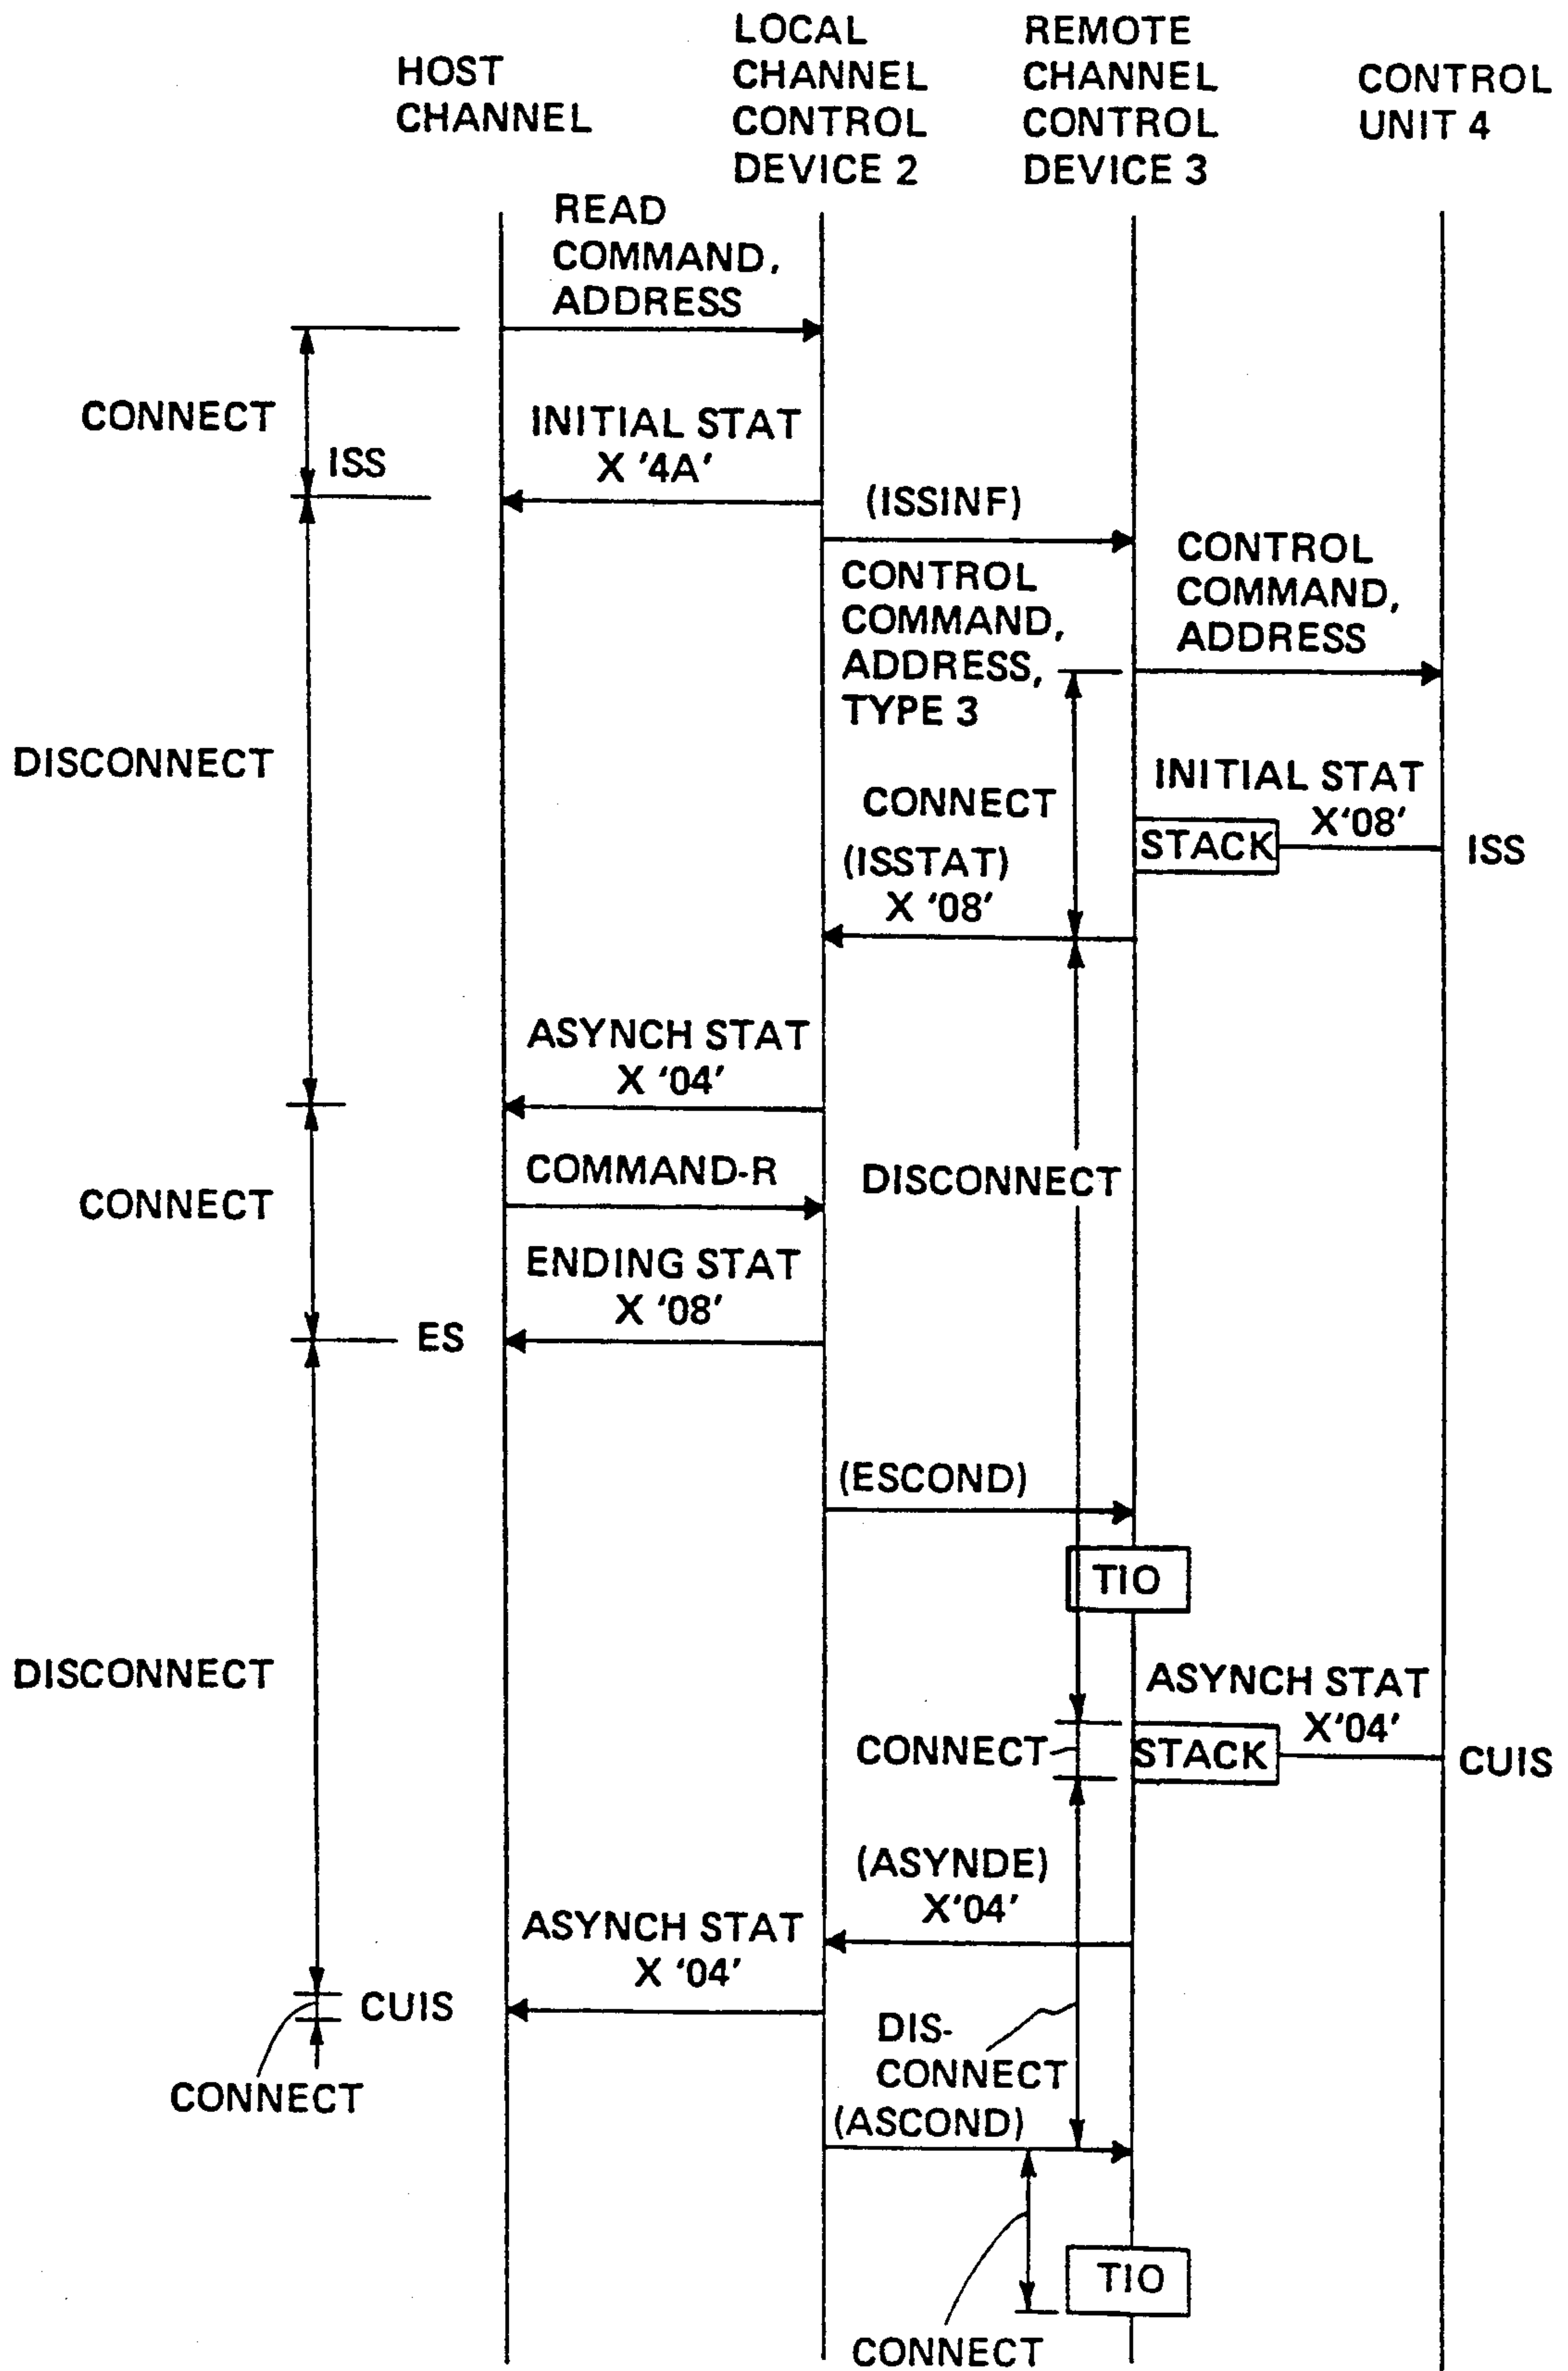 HOST
CHANNEL
LOCAL
CHANNEL
CONTROL
DEVICE 2
REMOTE
CHANNEL
CONTROL
DEVICE 3
CONTROL
UNIT 4
READ
COMMAND,
ADDRESS
CONNECT
INITIAL STAT
X '4A'
ISS
(ISSINF)
CONTROL
COMMAND,
ADDRESS,
TYPE 3
CONTROL
COMMAND,
ADDRESS
DISCONNECT
INITIAL STAT
X'08'
CONNECT
STACK
ISS
(ISSTAT)
X '08'
ASYNCH STAT
X '04'
COMMAND-R
DISCONNECT
CONNECT
ENDING STAT
X '08'
ES
(ESCOND)
TIO
DISCONNECT
ASYNCH STAT
X'04'
CONNECT
STACK
CUIS
(ASYNDE)
X'04'
ASYNCH STAT
X '04'
CUIS
DIS-
CONNECT
CONNECT
(ASCOND)
TIO
CONNECT